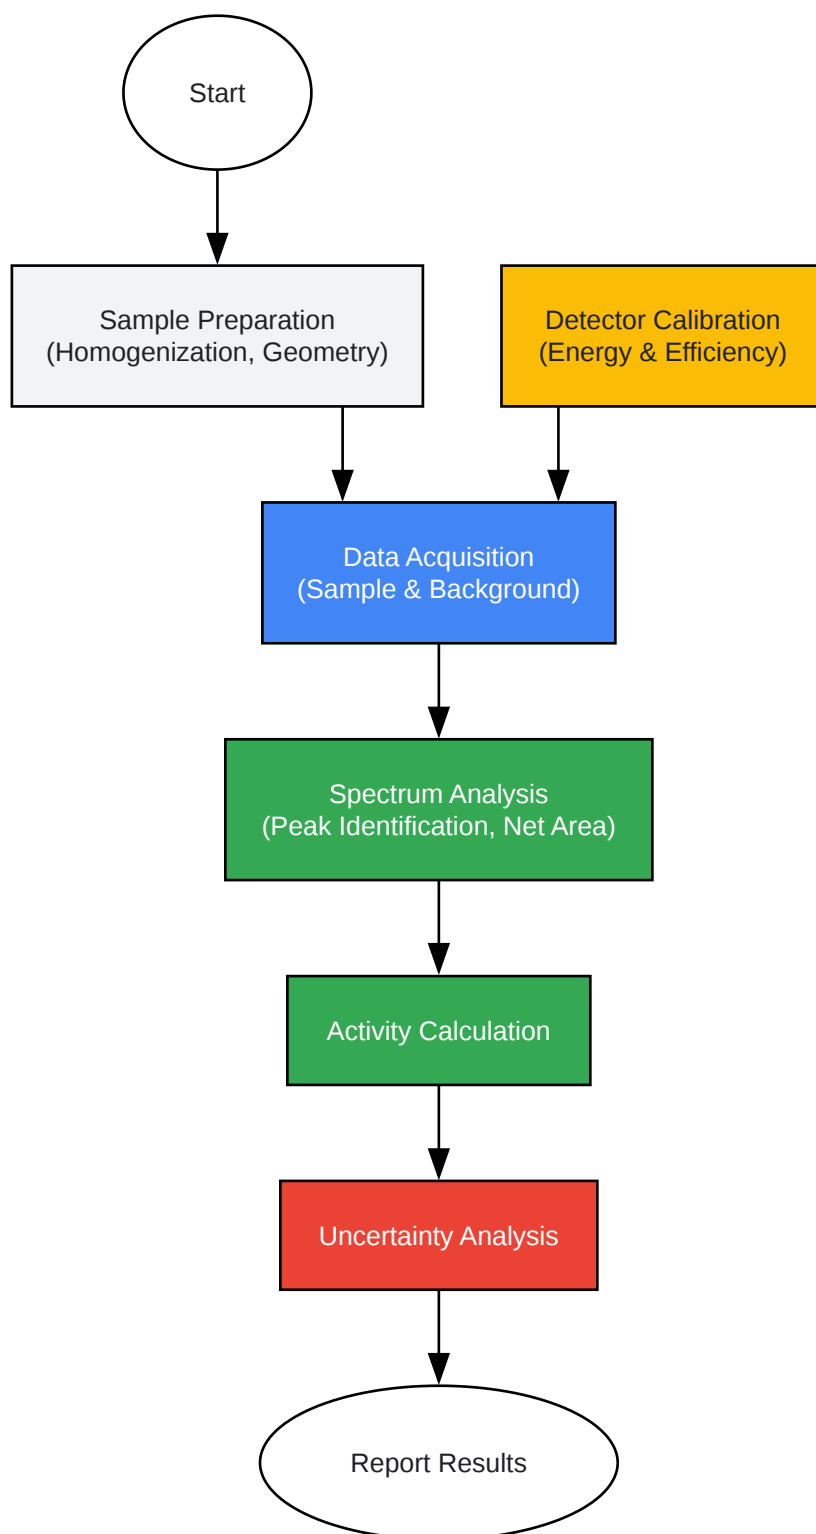 Start
Sample Preparation
(Homogenization, Geometry)
Detector Calibration
(Energy & Efficiency)
Data Acquisition
(Sample & Background)
Spectrum Analysis
(Peak Identification, Net Area)
Activity Calculation
Uncertainty Analysis
Report Results